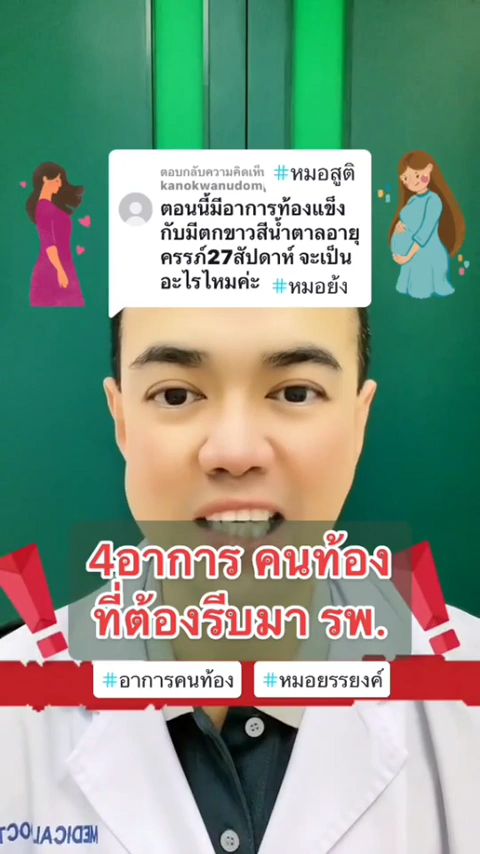 ตอบกลับความคิดเห็น
#หมอสูติ
kanokwanudom
ตอนนี้มีอาการท้องแข็ง
กับมีตกขาวสีน้ำตาลอายุ
ครรภ์27สัปดาห์ จะเป็น
อะไรไหมค่ะ #หมอยัง
4อาการ คนท้อง
ที่ต้องรีบมา รพ.
#อาการคนท้อง #หมอยรรยงค์
MEDICAL DOCT